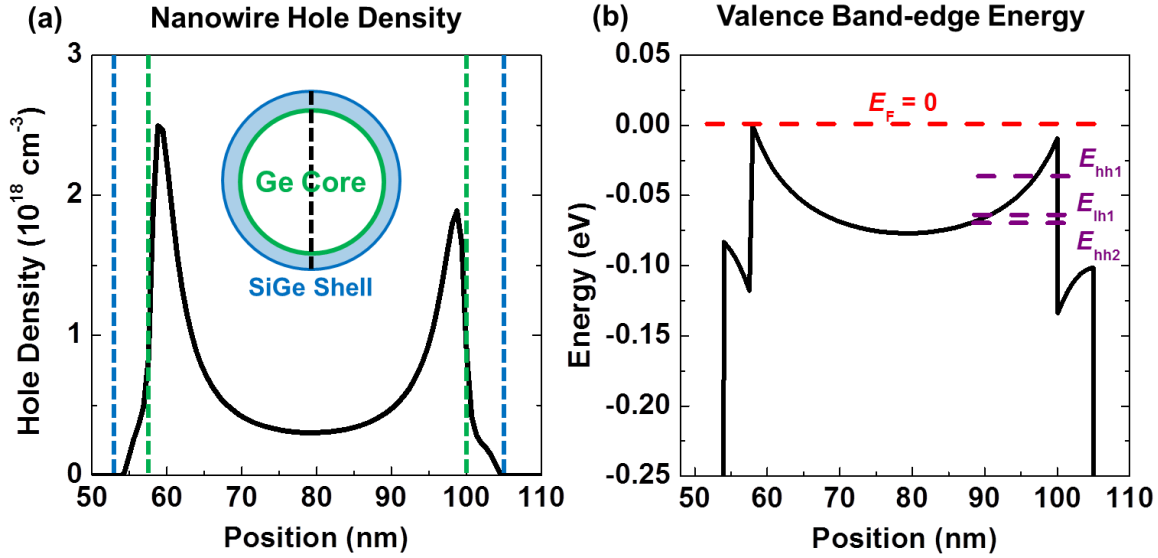 (a) Nanowire Hole Density
Hole Density (10^18 cm^-3)
3
2
1
0
50 60 70 80 90 100 110
Position (nm)
Ge Core
SiGe Shell
(b) Valence Band-edge Energy
Energy (eV)
0.05
0.00
-0.05
-0.10
-0.15
-0.20
-0.25
50 60 70 80 90 100 110
Position (nm)
E_F = 0
E_hh1
E_lh1
E_hh2